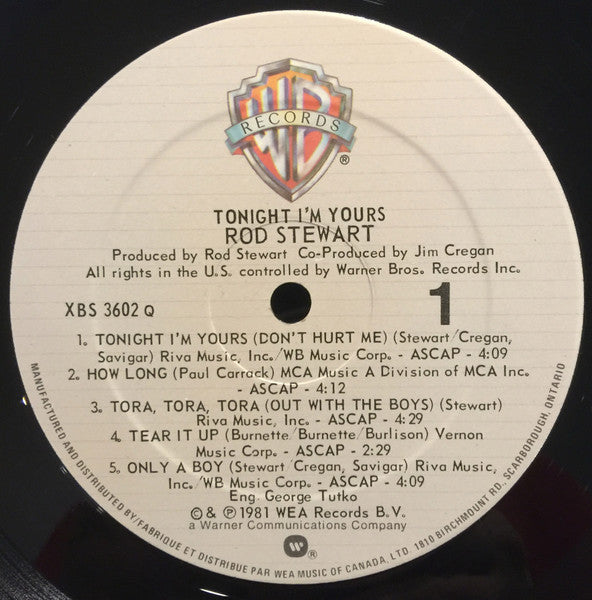 WB
RECORDS
®
TONIGHT I'M YOURS
ROD STEWART
Produced by Rod Stewart Co-Produced by Jim Cregan
All rights in the U.S. controlled by Warner Bros. Records Inc.
XBS 3602 Q
1
1. TONIGHT I'M YOURS (DON'T HURT ME) (Stewart/Cregan,
Savigar) Riva Music, Inc./WB Music Corp. - ASCAP - 4:09
2. HOW LONG (Paul Carrack) MCA Music A Division of MCA Inc.
- ASCAP - 4:12
3. TORA, TORA, TORA (OUT WITH THE BOYS) (Stewart)
Riva Music, Inc. - ASCAP - 4:29
4. TEAR IT UP (Burnette/Burnette/Burlison) Vernon
Music Corp. - ASCAP - 2:29
5. ONLY A BOY (Stewart/Cregan, Savigar) Riva Music,
Inc./WB Music Corp. - ASCAP - 4:09
Eng. George Tutko
© & ℗ 1981 WEA Records B.V.
a Warner Communications Company
®
MANUFACTURED AND DISTRIBUTED BY/FABRIQUE ET DISTRIBUE PAR WEA MUSIC OF CANADA, LTD. 1810 BIRCHMOUNT RD., SCARBOROUGH, ONTARIO